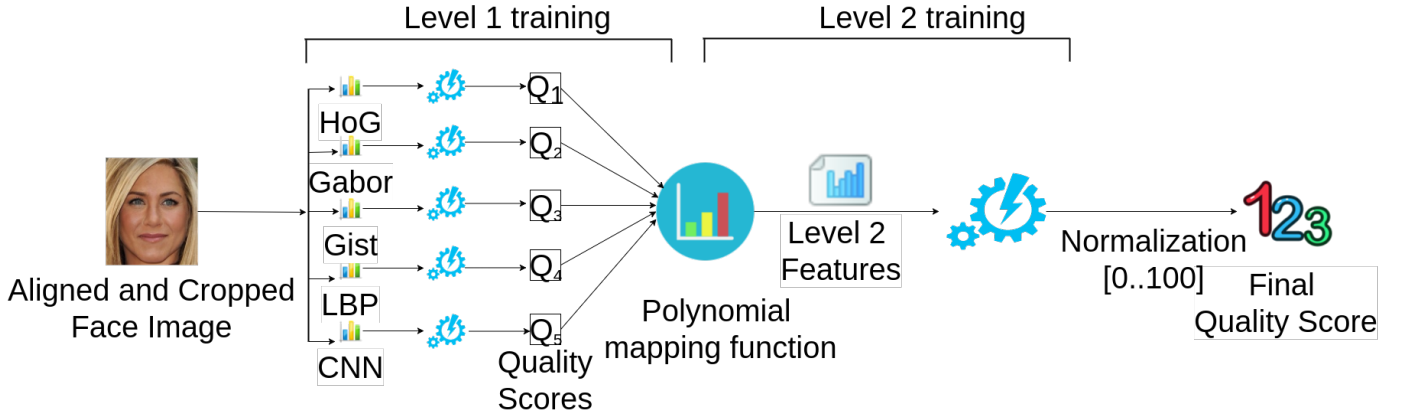 Level 1 training
Level 2 training
HoG
Gabor
Gist
LBP
CNN
Q1
Q2
Q3
Q4
Q5
Quality
Scores
Aligned and Cropped
Face Image
Polynomial
mapping function
Level 2
Features
Normalization
[0..100]
123
Final
Quality Score